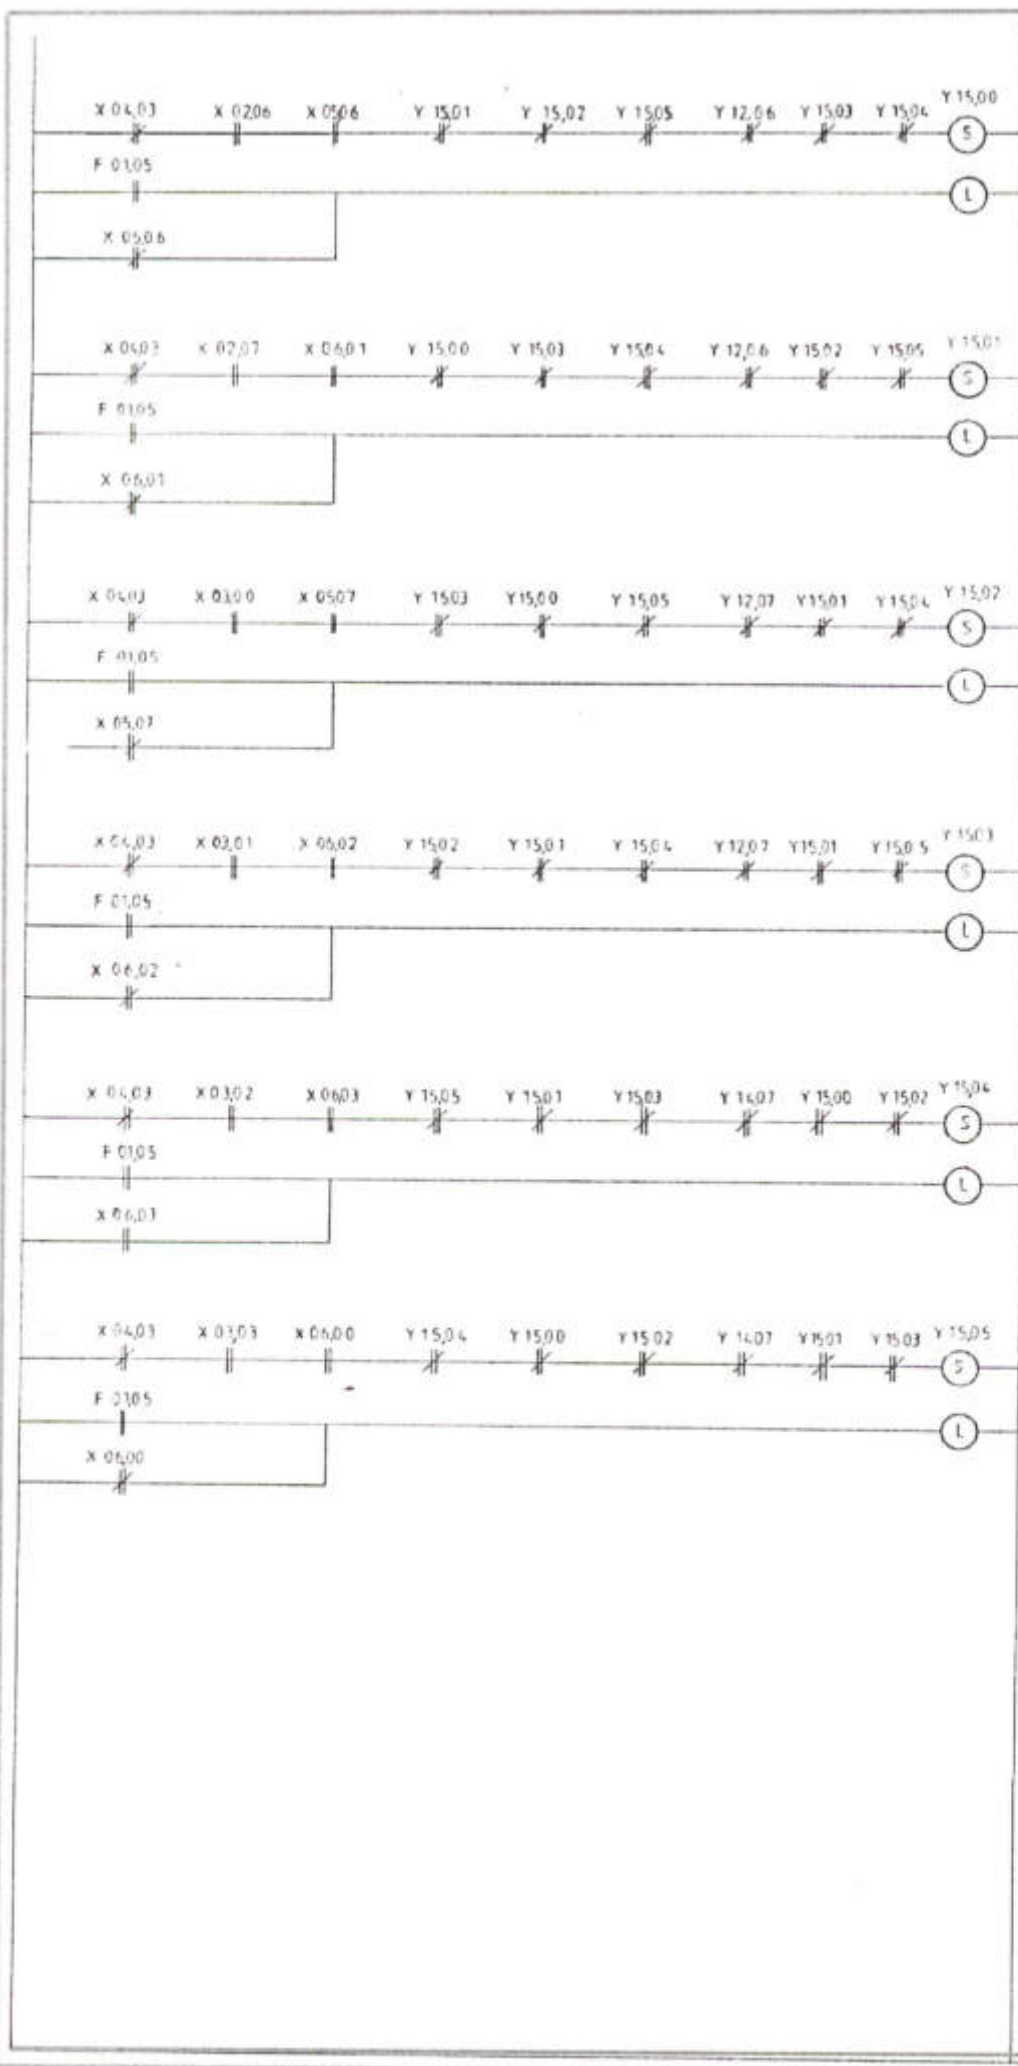 X 04,03 X 02,06 X 05,06 Y 15,01 Y 15,02 Y 15,05 Y 12,06 Y 15,03 Y 15,04 Y 15,00
S
F 01,05
L
X 05,06
X 04,03 X 02,07 X 06,01 Y 15,00 Y 15,03 Y 15,04 Y 12,06 Y 15,02 Y 15,05 Y 15,01
S
F 01,05
L
X 06,01
X 04,03 X 03,00 X 05,07 Y 15,03 Y 15,00 Y 15,05 Y 12,07 Y 15,01 Y 15,04 Y 15,02
S
F 01,05
L
X 05,07
X 04,03 X 03,01 X 06,02 Y 15,02 Y 15,01 Y 15,04 Y 12,07 Y 15,01 Y 15,05 Y 15,03
S
F 01,05
L
X 06,02
X 04,03 X 03,02 X 06,03 Y 15,05 Y 15,01 Y 15,03 Y 14,07 Y 15,00 Y 15,02 Y 15,04
S
F 01,05
L
X 06,03
X 04,03 X 03,03 X 06,00 Y 15,04 Y 15,00 Y 15,02 Y 14,07 Y 15,01 Y 15,03 Y 15,05
S
F 01,05
L
X 06,00